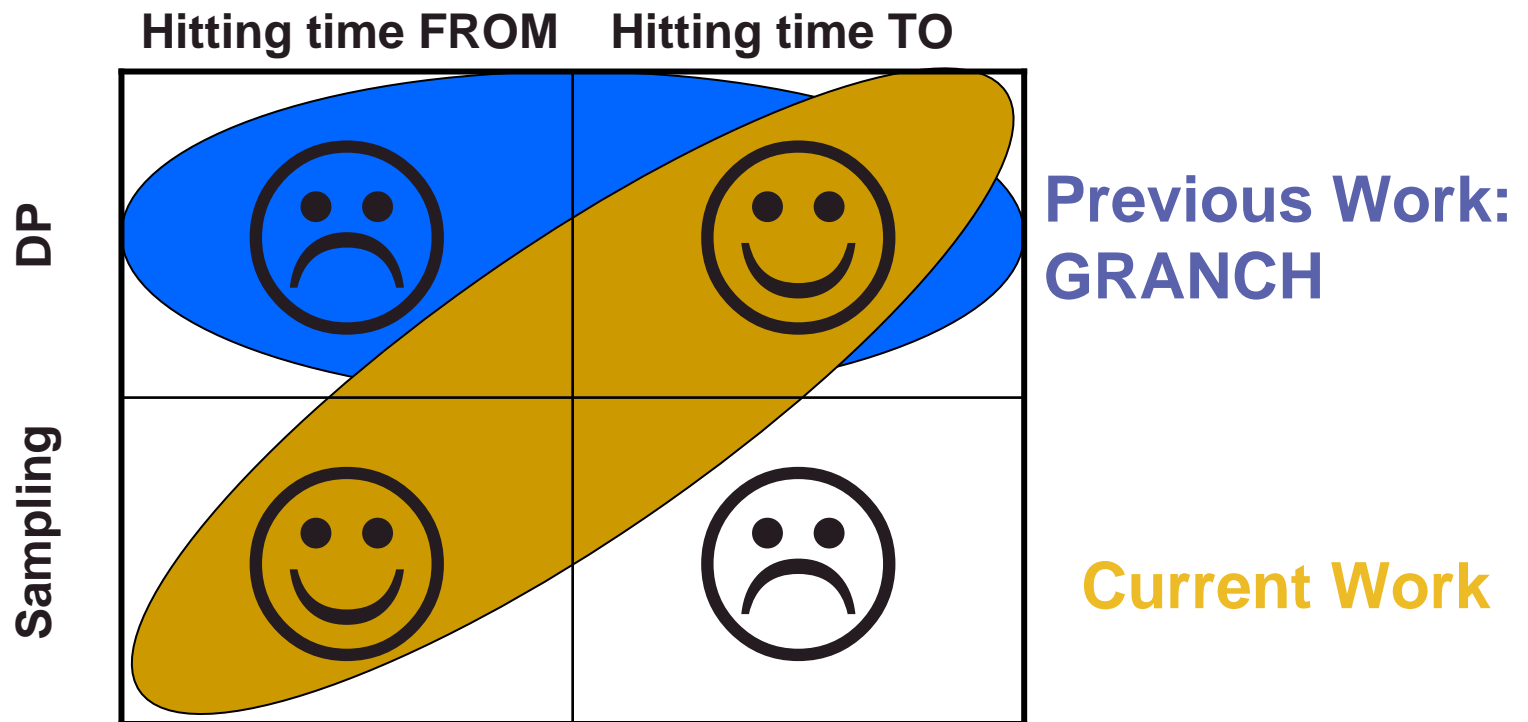 Hitting time FROM
Hitting time TO
DP
Sampling
Previous Work:
GRANCH
Current Work